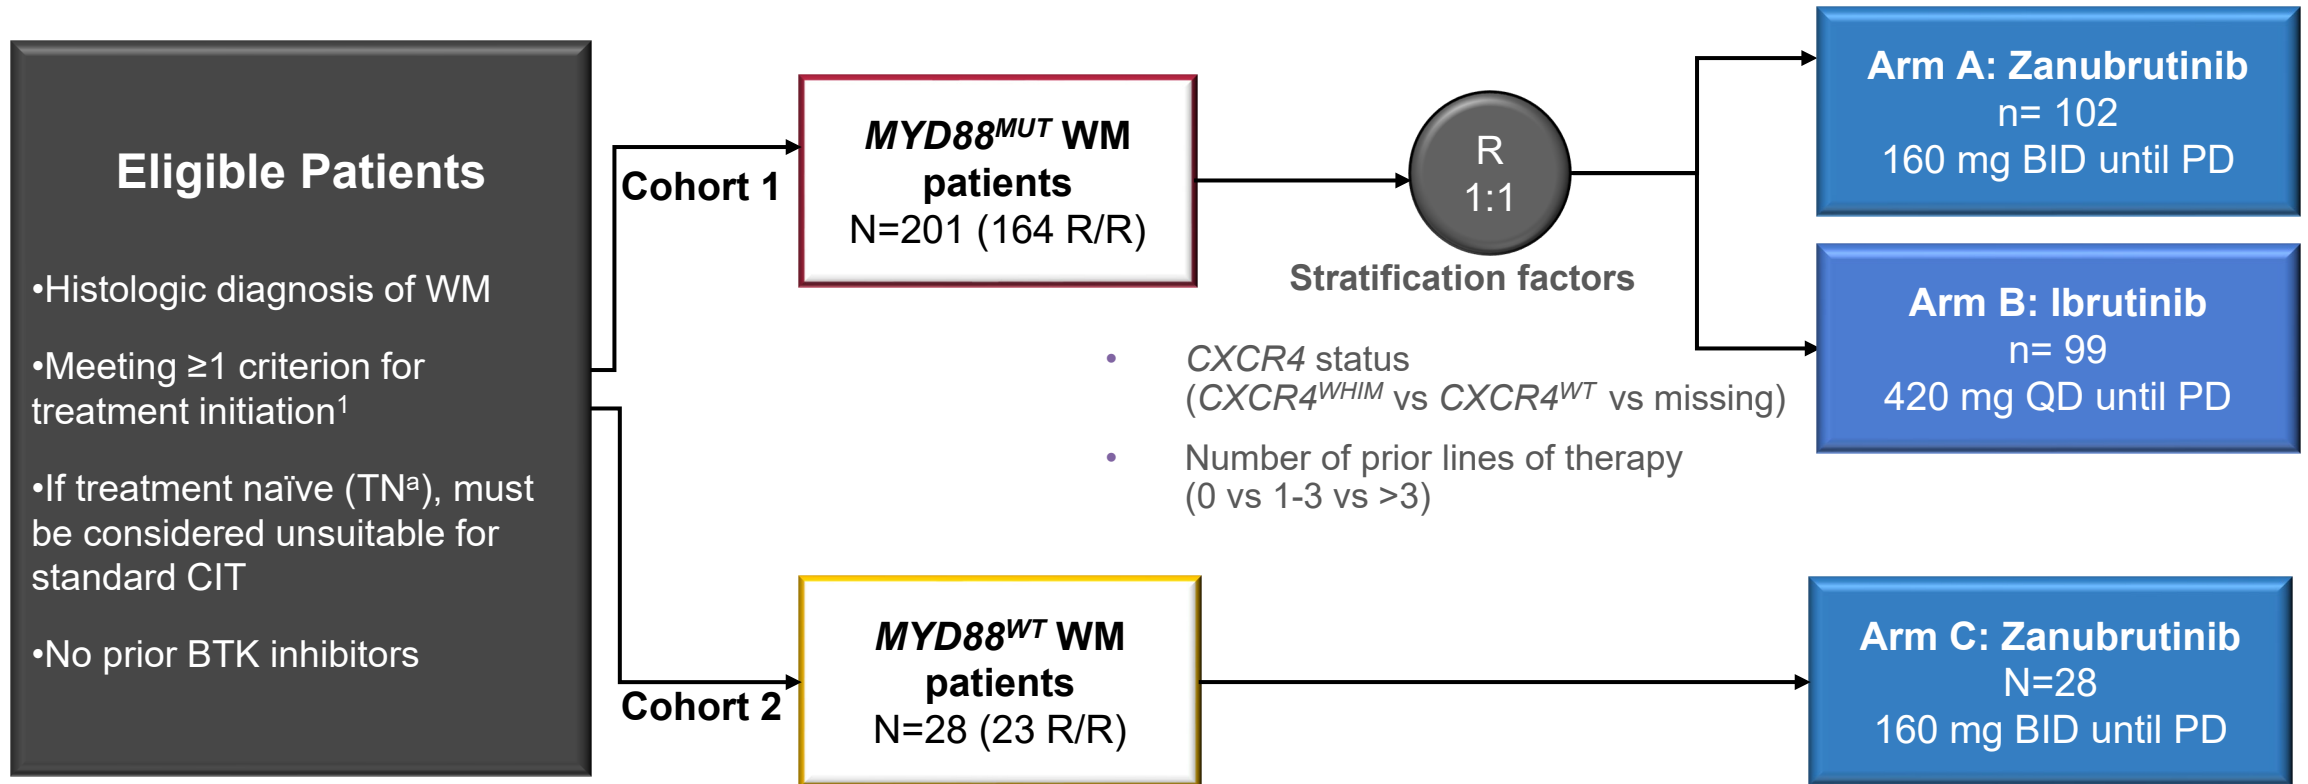 Eligible Patients
•Histologic diagnosis of WM
•Meeting ≥1 criterion for
treatment initiation¹
•If treatment naïve (TNᵃ), must
be considered unsuitable for
standard CIT
•No prior BTK inhibitors
Cohort 1
MYD88ᴹᵁᵀ WM
patients
N=201 (164 R/R)
R
1:1
Stratification factors
• CXCR4 status
(CXCR4ᵂᴴᴵᴹ vs CXCR4ᵂᵀ vs missing)
• Number of prior lines of therapy
(0 vs 1-3 vs >3)
Arm A: Zanubrutinib
n= 102
160 mg BID until PD
Arm B: Ibrutinib
n= 99
420 mg QD until PD
Cohort 2
MYD88ᵂᵀ WM
patients
N=28 (23 R/R)
Arm C: Zanubrutinib
N=28
160 mg BID until PD